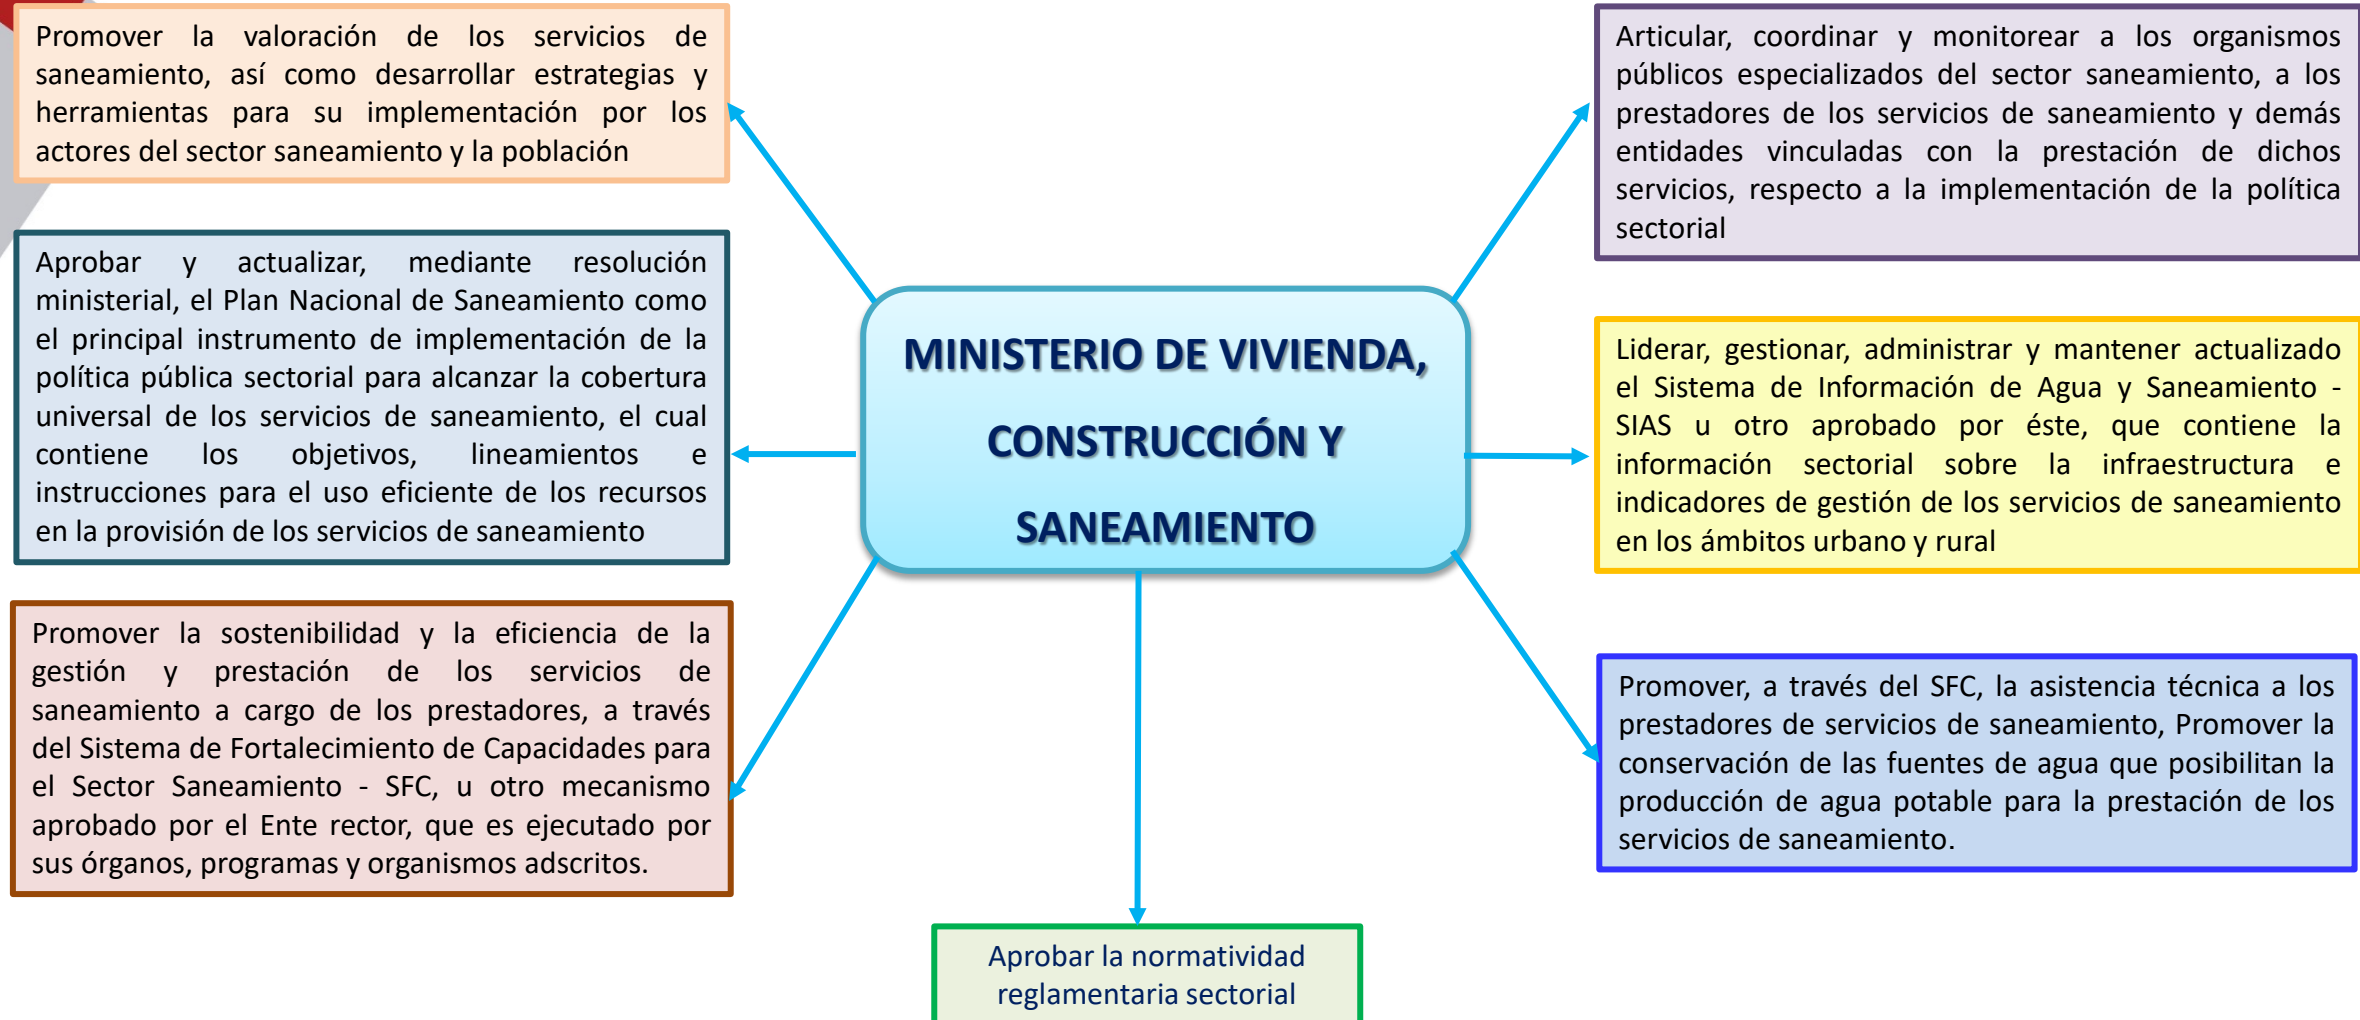 Promover la valoración de los servicios de
saneamiento, así como desarrollar estrategias y
herramientas para su implementación por los
actores del sector saneamiento y la población
Aprobar y actualizar, mediante resolución
ministerial, el Plan Nacional de Saneamiento como
el principal instrumento de implementación de la
política pública sectorial para alcanzar la cobertura
universal de los servicios de saneamiento, el cual
contiene los objetivos, lineamientos e
instrucciones para el uso eficiente de los recursos
en la provisión de los servicios de saneamiento
Promover la sostenibilidad y la eficiencia de la
gestión y prestación de los servicios de
saneamiento a cargo de los prestadores, a través
del Sistema de Fortalecimiento de Capacidades para
el Sector Saneamiento - SFC, u otro mecanismo
aprobado por el Ente rector, que es ejecutado por
sus órganos, programas y organismos adscritos.
MINISTERIO DE VIVIENDA,
CONSTRUCCIÓN Y
SANEAMIENTO
Aprobar la normatividad
reglamentaria sectorial
Articular, coordinar y monitorear a los organismos
públicos especializados del sector saneamiento, a los
prestadores de los servicios de saneamiento y demás
entidades vinculadas con la prestación de dichos
servicios, respecto a la implementación de la política
sectorial
Liderar, gestionar, administrar y mantener actualizado
el Sistema de Información de Agua y Saneamiento -
SIAS u otro aprobado por éste, que contiene la
información sectorial sobre la infraestructura e
indicadores de gestión de los servicios de saneamiento
en los ámbitos urbano y rural
Promover, a través del SFC, la asistencia técnica a los
prestadores de servicios de saneamiento, Promover la
conservación de las fuentes de agua que posibilitan la
producción de agua potable para la prestación de los
servicios de saneamiento.